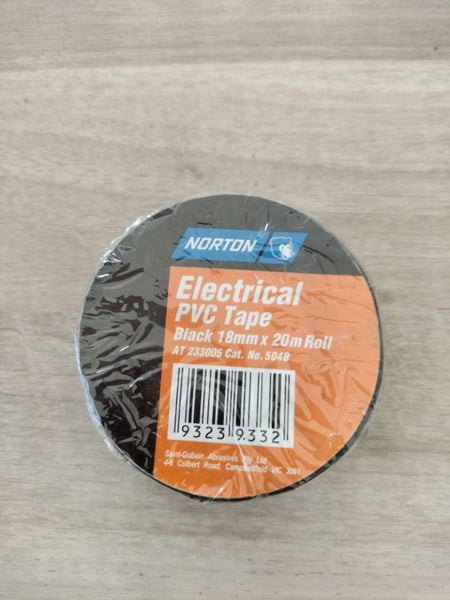 NORTON
Electrical
PVC Tape
Black 18mm x 20m Roll
AT 233005 Cat. No. 504B
9323 9332
Saint-Gobain Abrasives Pty Ltd
4-6 Colbert Road, Campbellfield VIC 3061